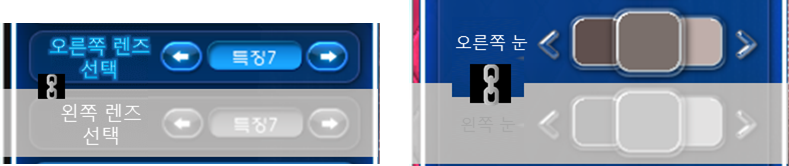 오른쪽 렌즈
선택
특징7
왼쪽 렌즈
선택
특징7
오른쪽 눈
왼쪽 눈